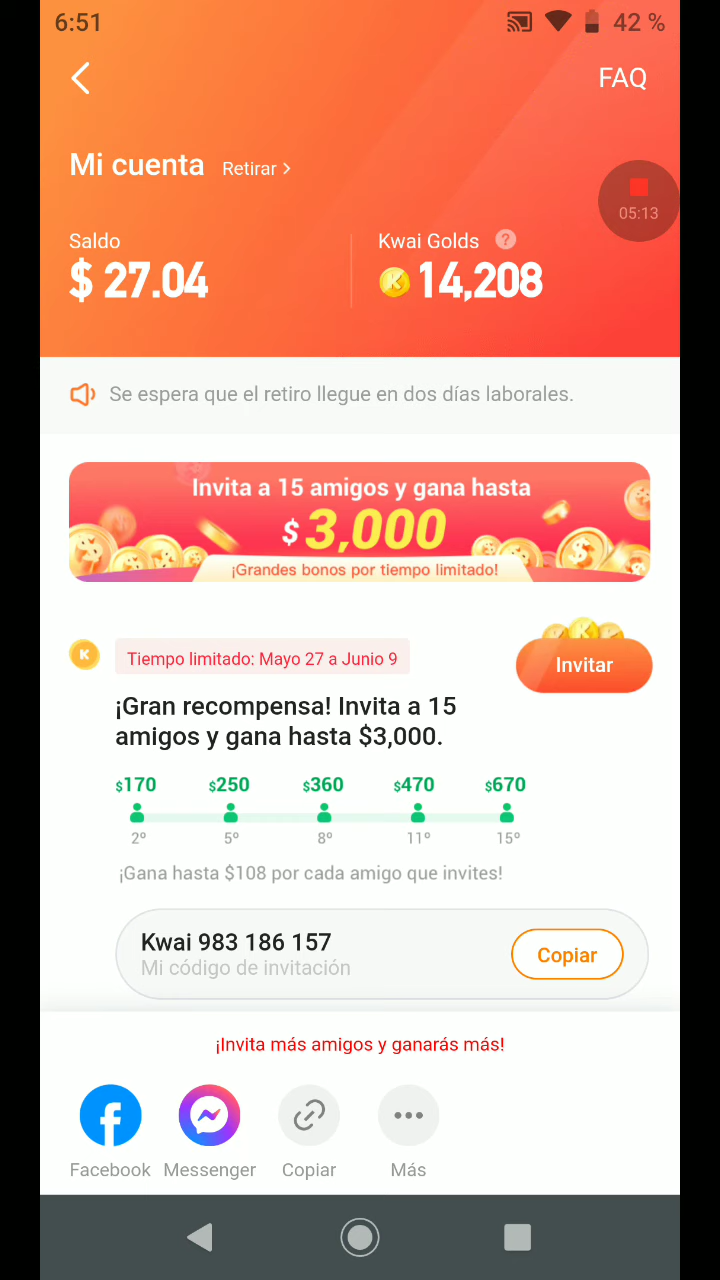 6:51
42 %
FAQ
Mi cuenta Retirar >
05:13
Saldo
Kwai Golds ?
$ 27.04
K 14,208
Se espera que el retiro llegue en dos días laborales.
Invita a 15 amigos y gana hasta
$ 3,000
¡Grandes bonos por tiempo limitado!
K Tiempo limitado: Mayo 27 a Junio 9
Invitar
¡Gran recompensa! Invita a 15
amigos y gana hasta $3,000.
$170 $250 $360 $470 $670
2º 5º 8º 11º 15º
¡Gana hasta $108 por cada amigo que invites!
Kwai 983 186 157
Mi código de invitación
Copiar
¡Invita más amigos y ganarás más!
Facebook Messenger Copiar Más